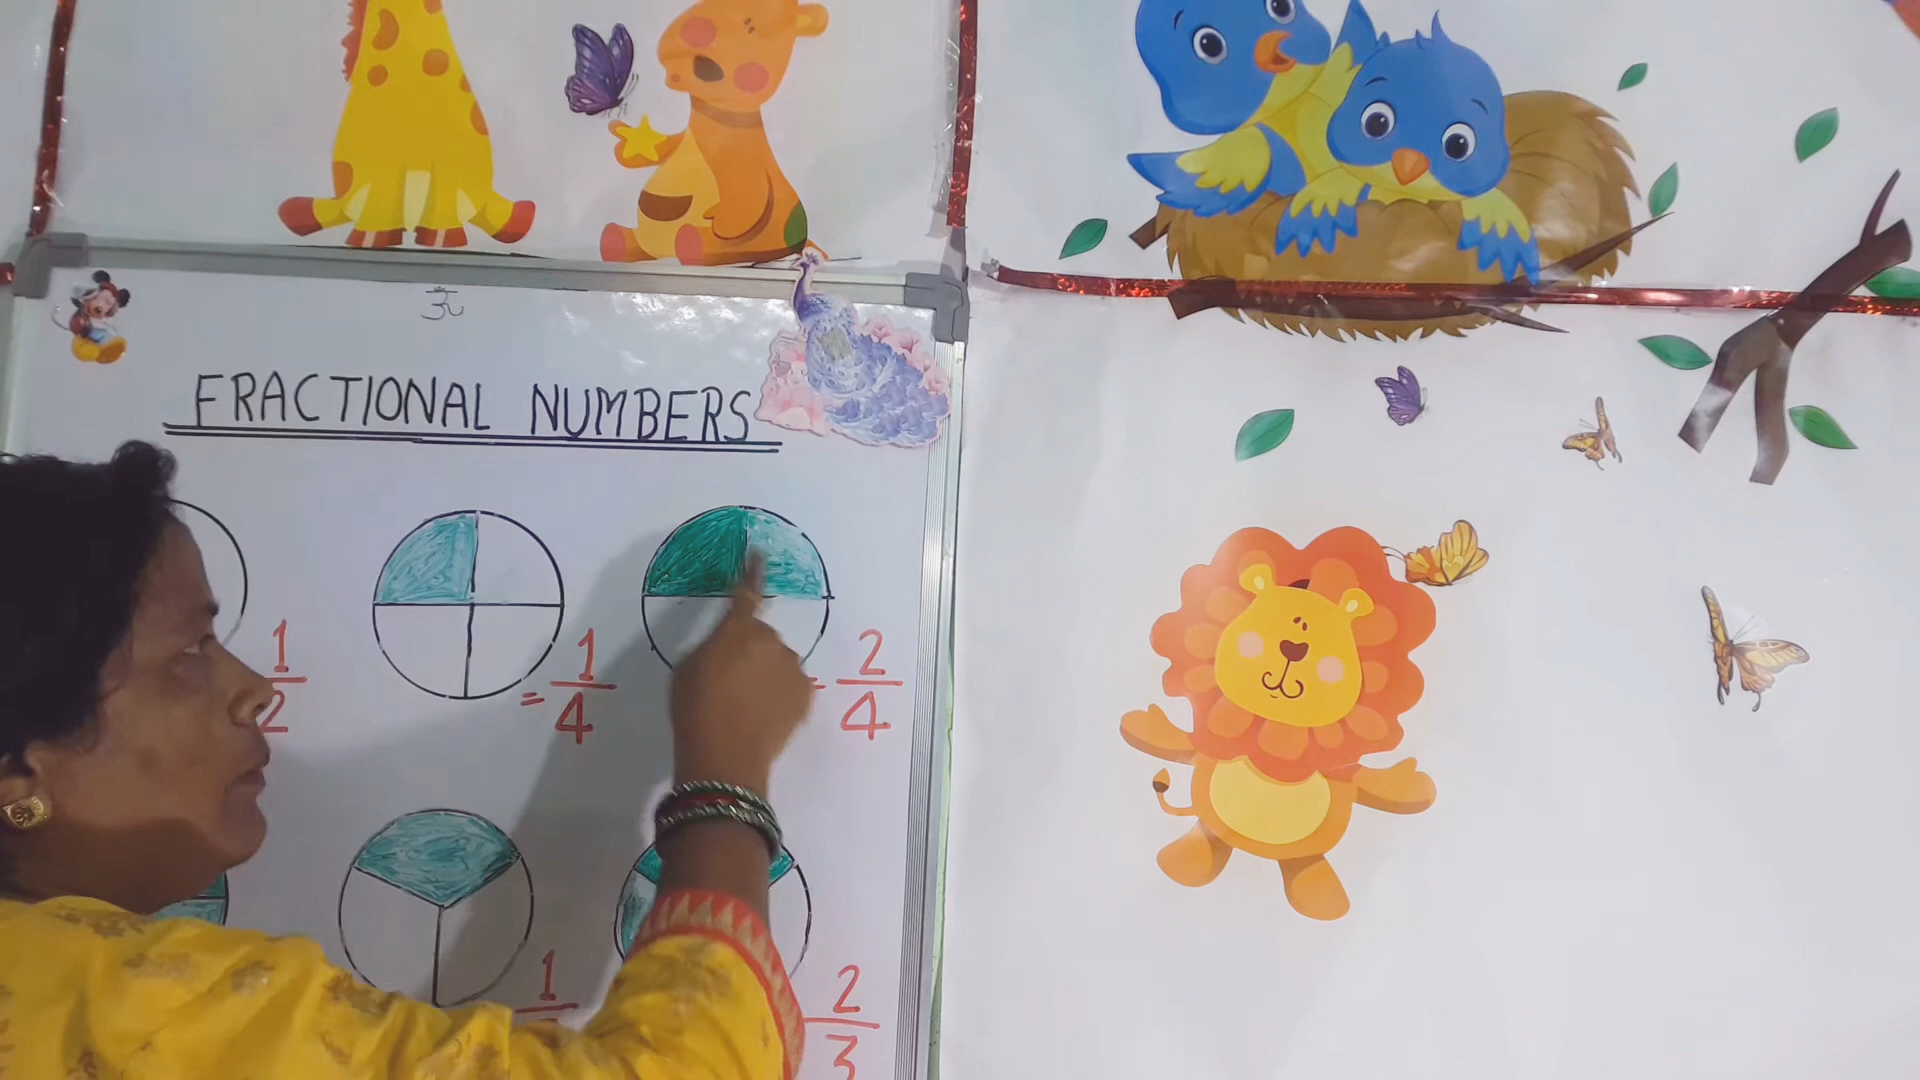 ॐ
FRACTIONAL NUMBERS
1/2
= 1/4
= 2/4
1
2/3